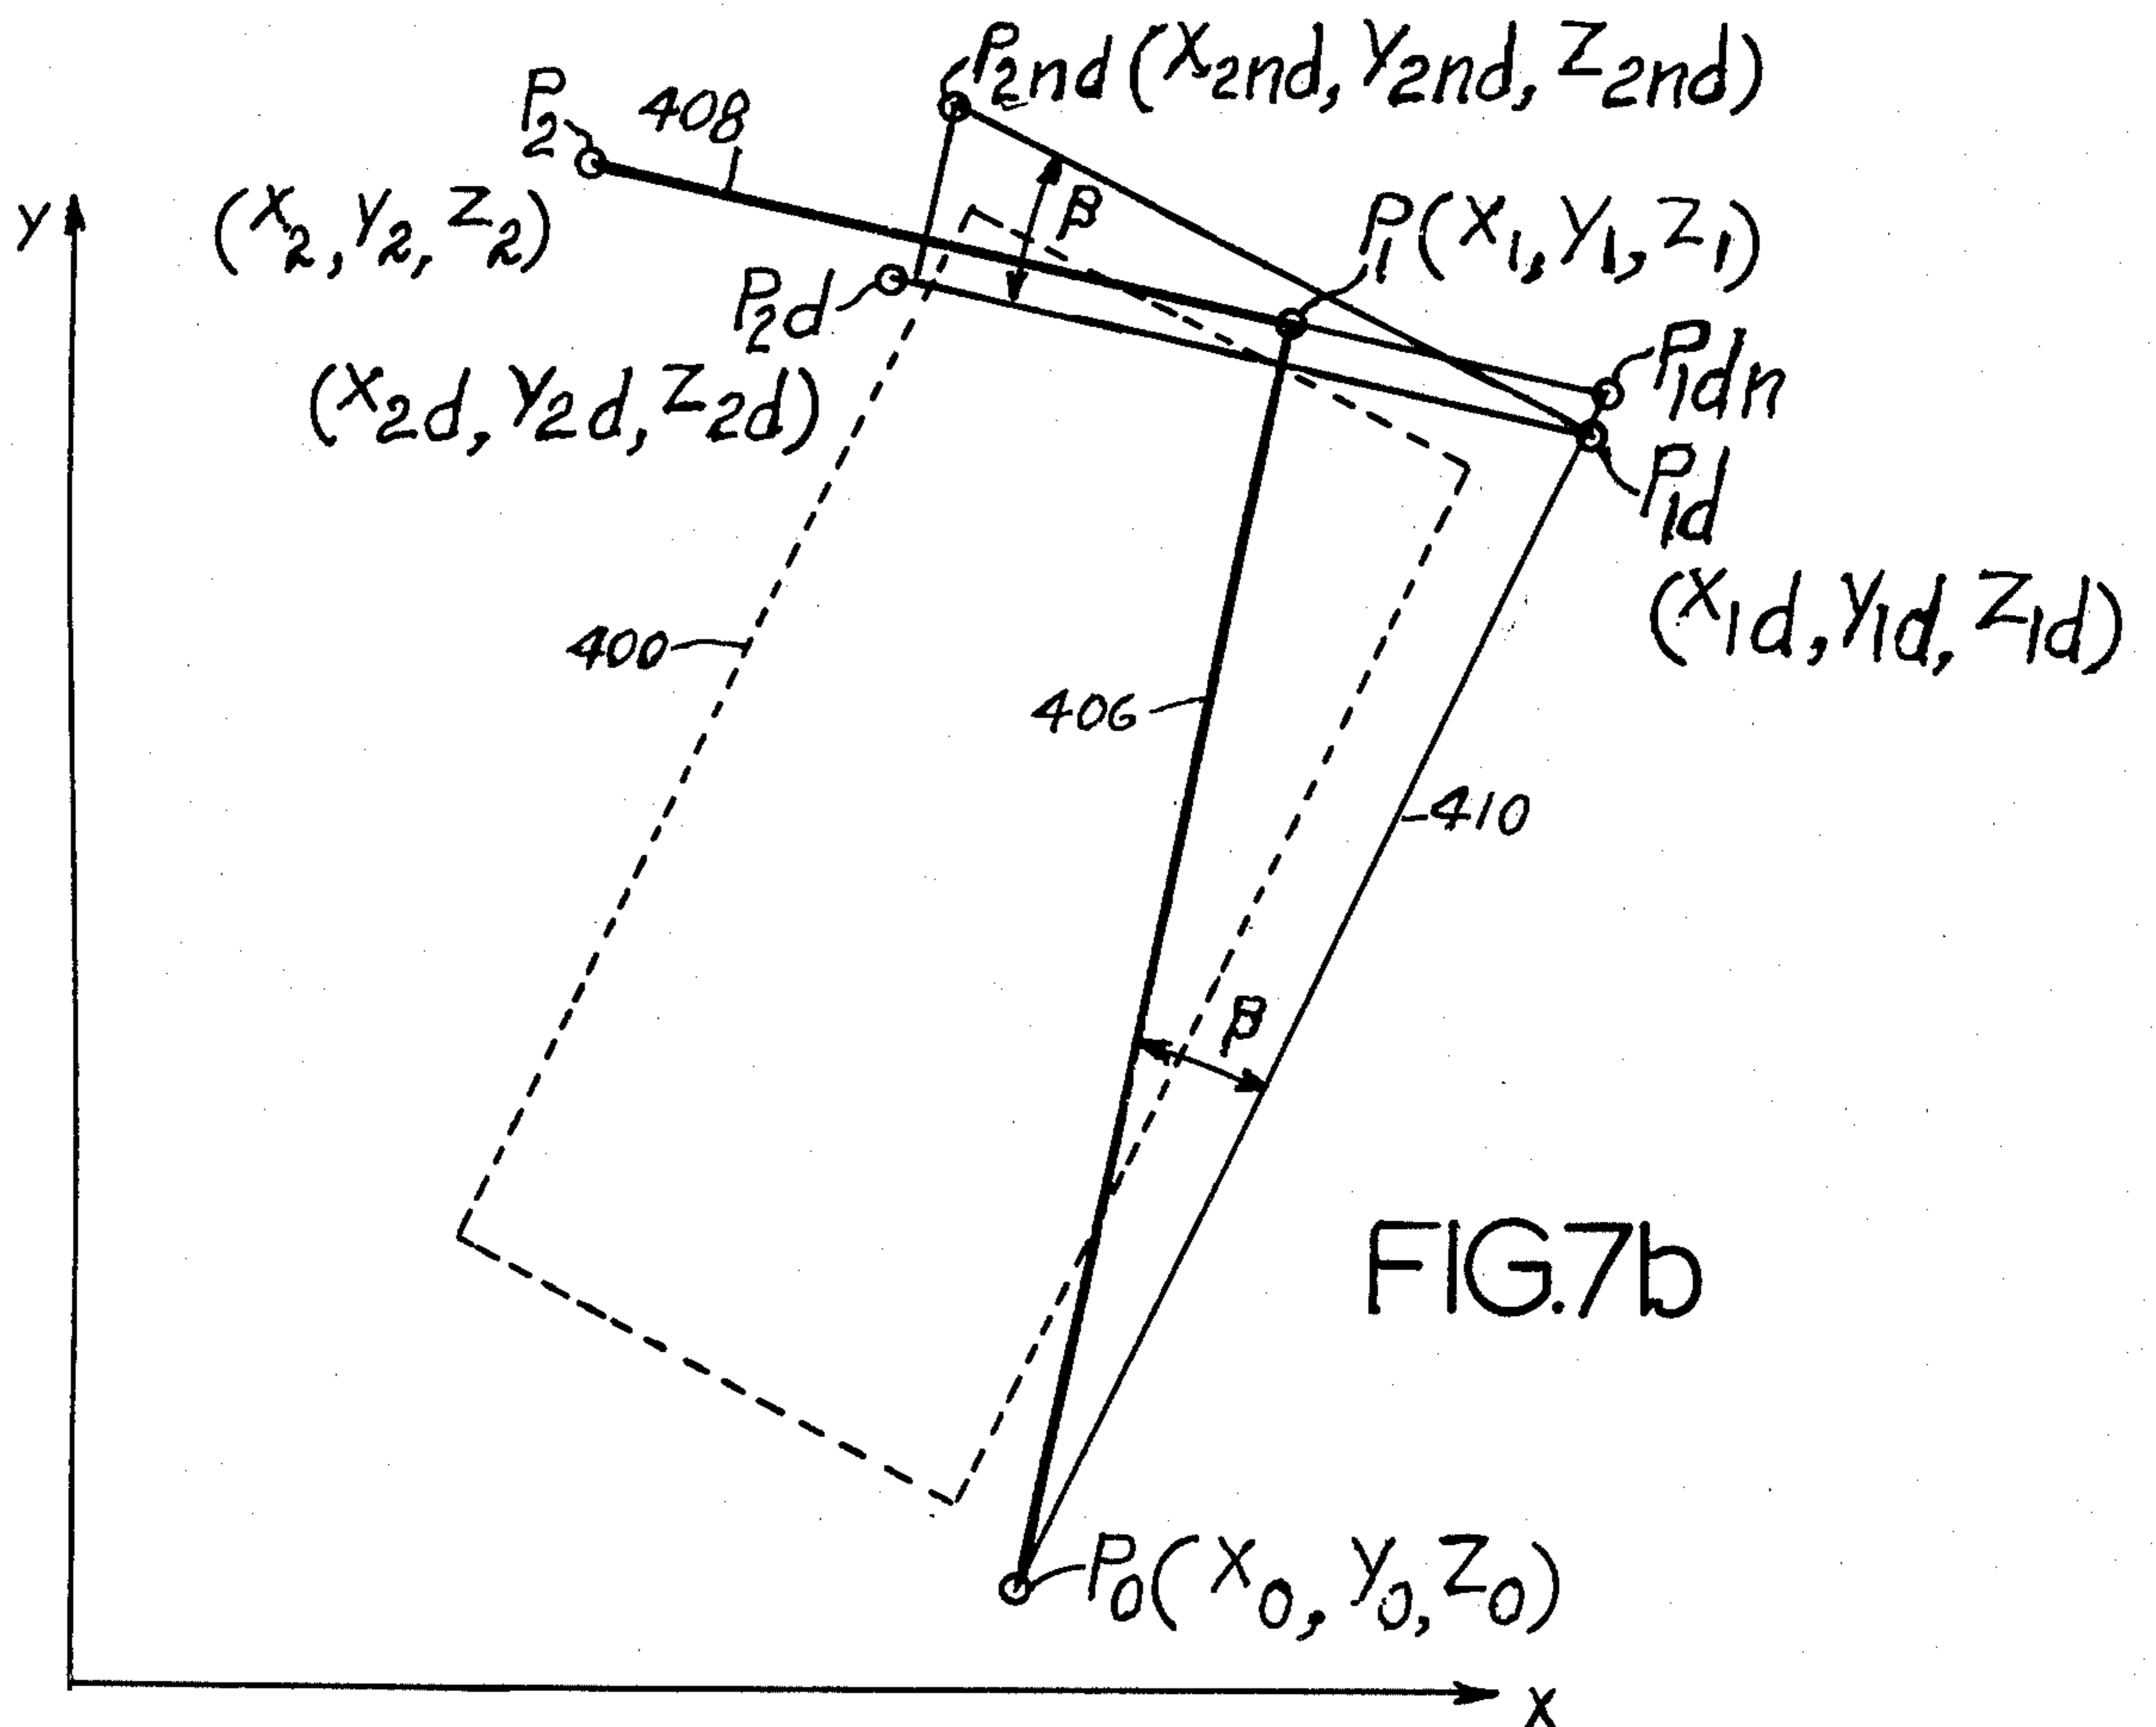 P2nd (X2nd, Y2nd, Z2nd)
P2
408
(X2, Y2, Z2)
Y
β
P1 (X1, Y1, Z1)
P2d
(X2d, Y2d, Z2d)
P1dn
P1d
(X1d, Y1d, Z1d)
400
406
410
β
FIG.7b
P0 (X0, Y0, Z0)
X